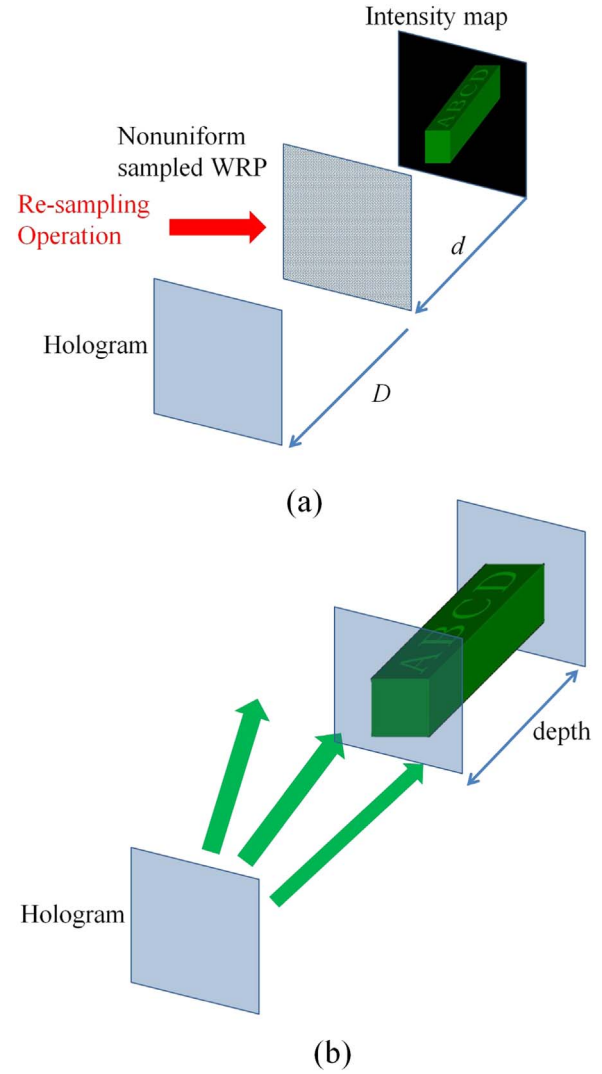 Intensity map
ABCD
Nonuniform
sampled WRP
Re-sampling
Operation
d
Hologram
D
(a)
ABCD
depth
Hologram
(b)